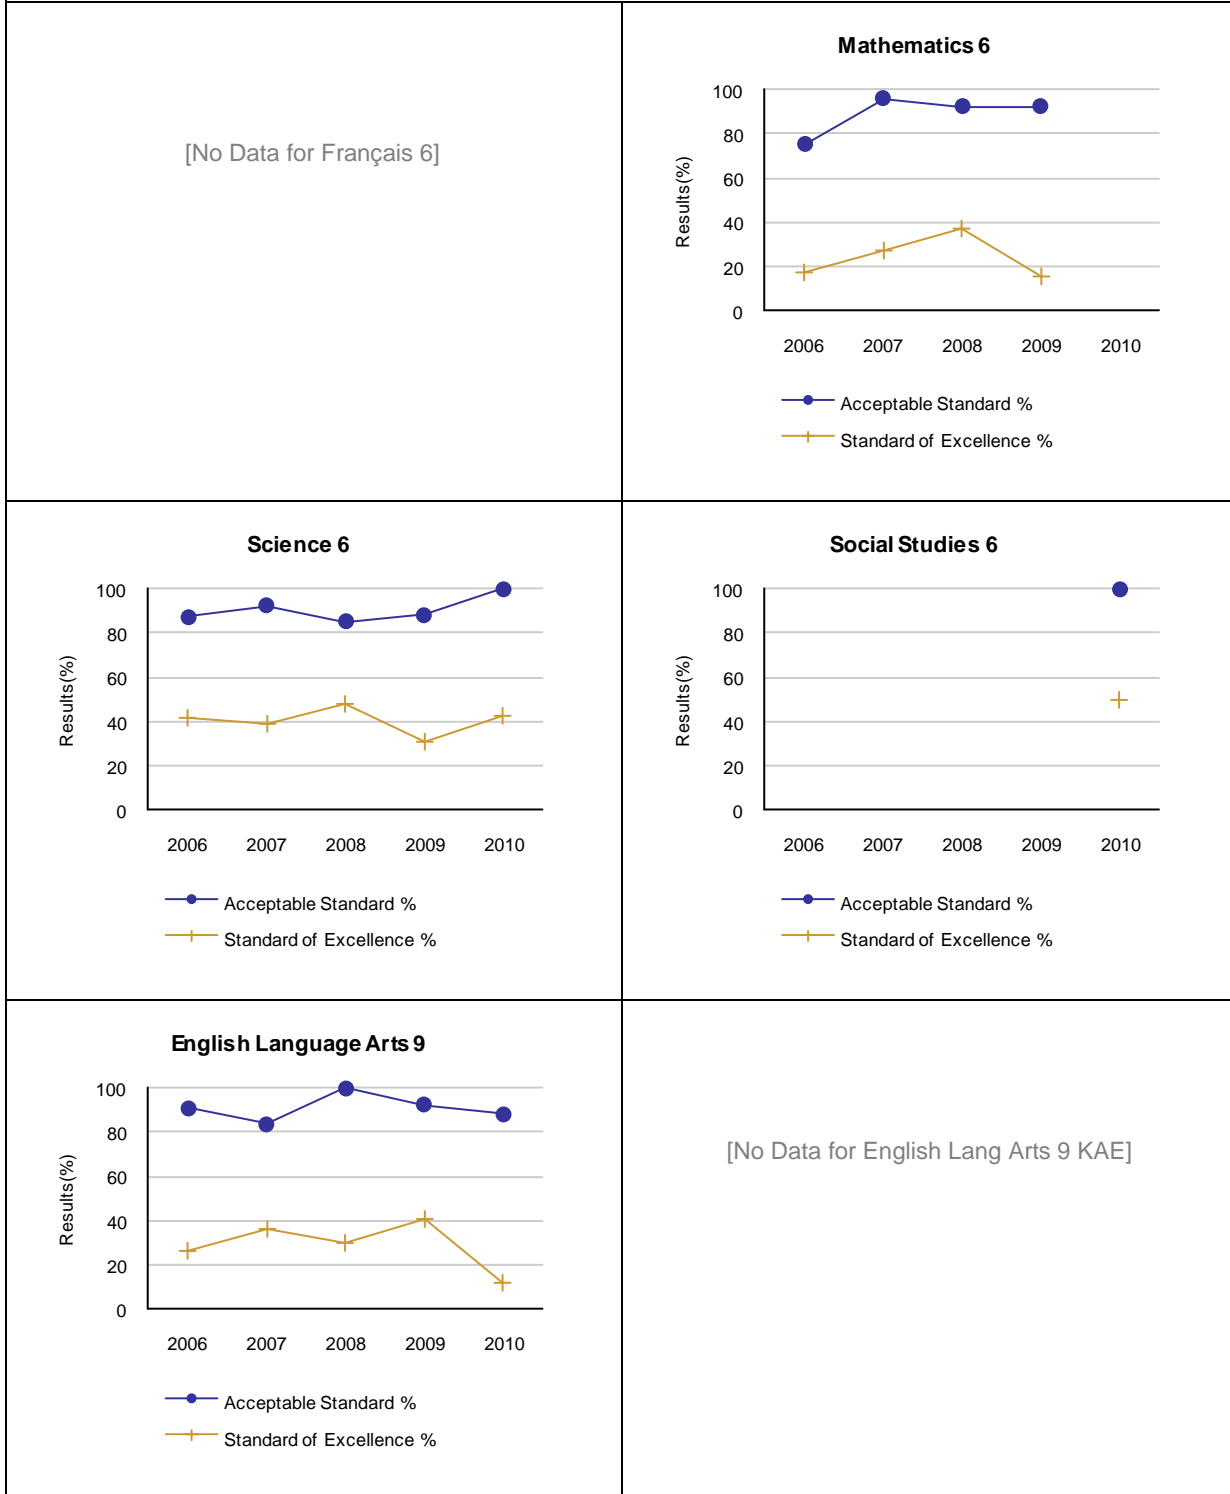 [No Data for Français 6]
Mathematics 6
Results(%)
100
80
60
40
20
0
2006 2007 2008 2009 2010
Acceptable Standard %
Standard of Excellence %
Science 6
Results(%)
100
80
60
40
20
0
2006 2007 2008 2009 2010
Acceptable Standard %
Standard of Excellence %
Social Studies 6
Results(%)
100
80
60
40
20
0
2006 2007 2008 2009 2010
Acceptable Standard %
Standard of Excellence %
English Language Arts 9
Results(%)
100
80
60
40
20
0
2006 2007 2008 2009 2010
Acceptable Standard %
Standard of Excellence %
[No Data for English Lang Arts 9 KAE]